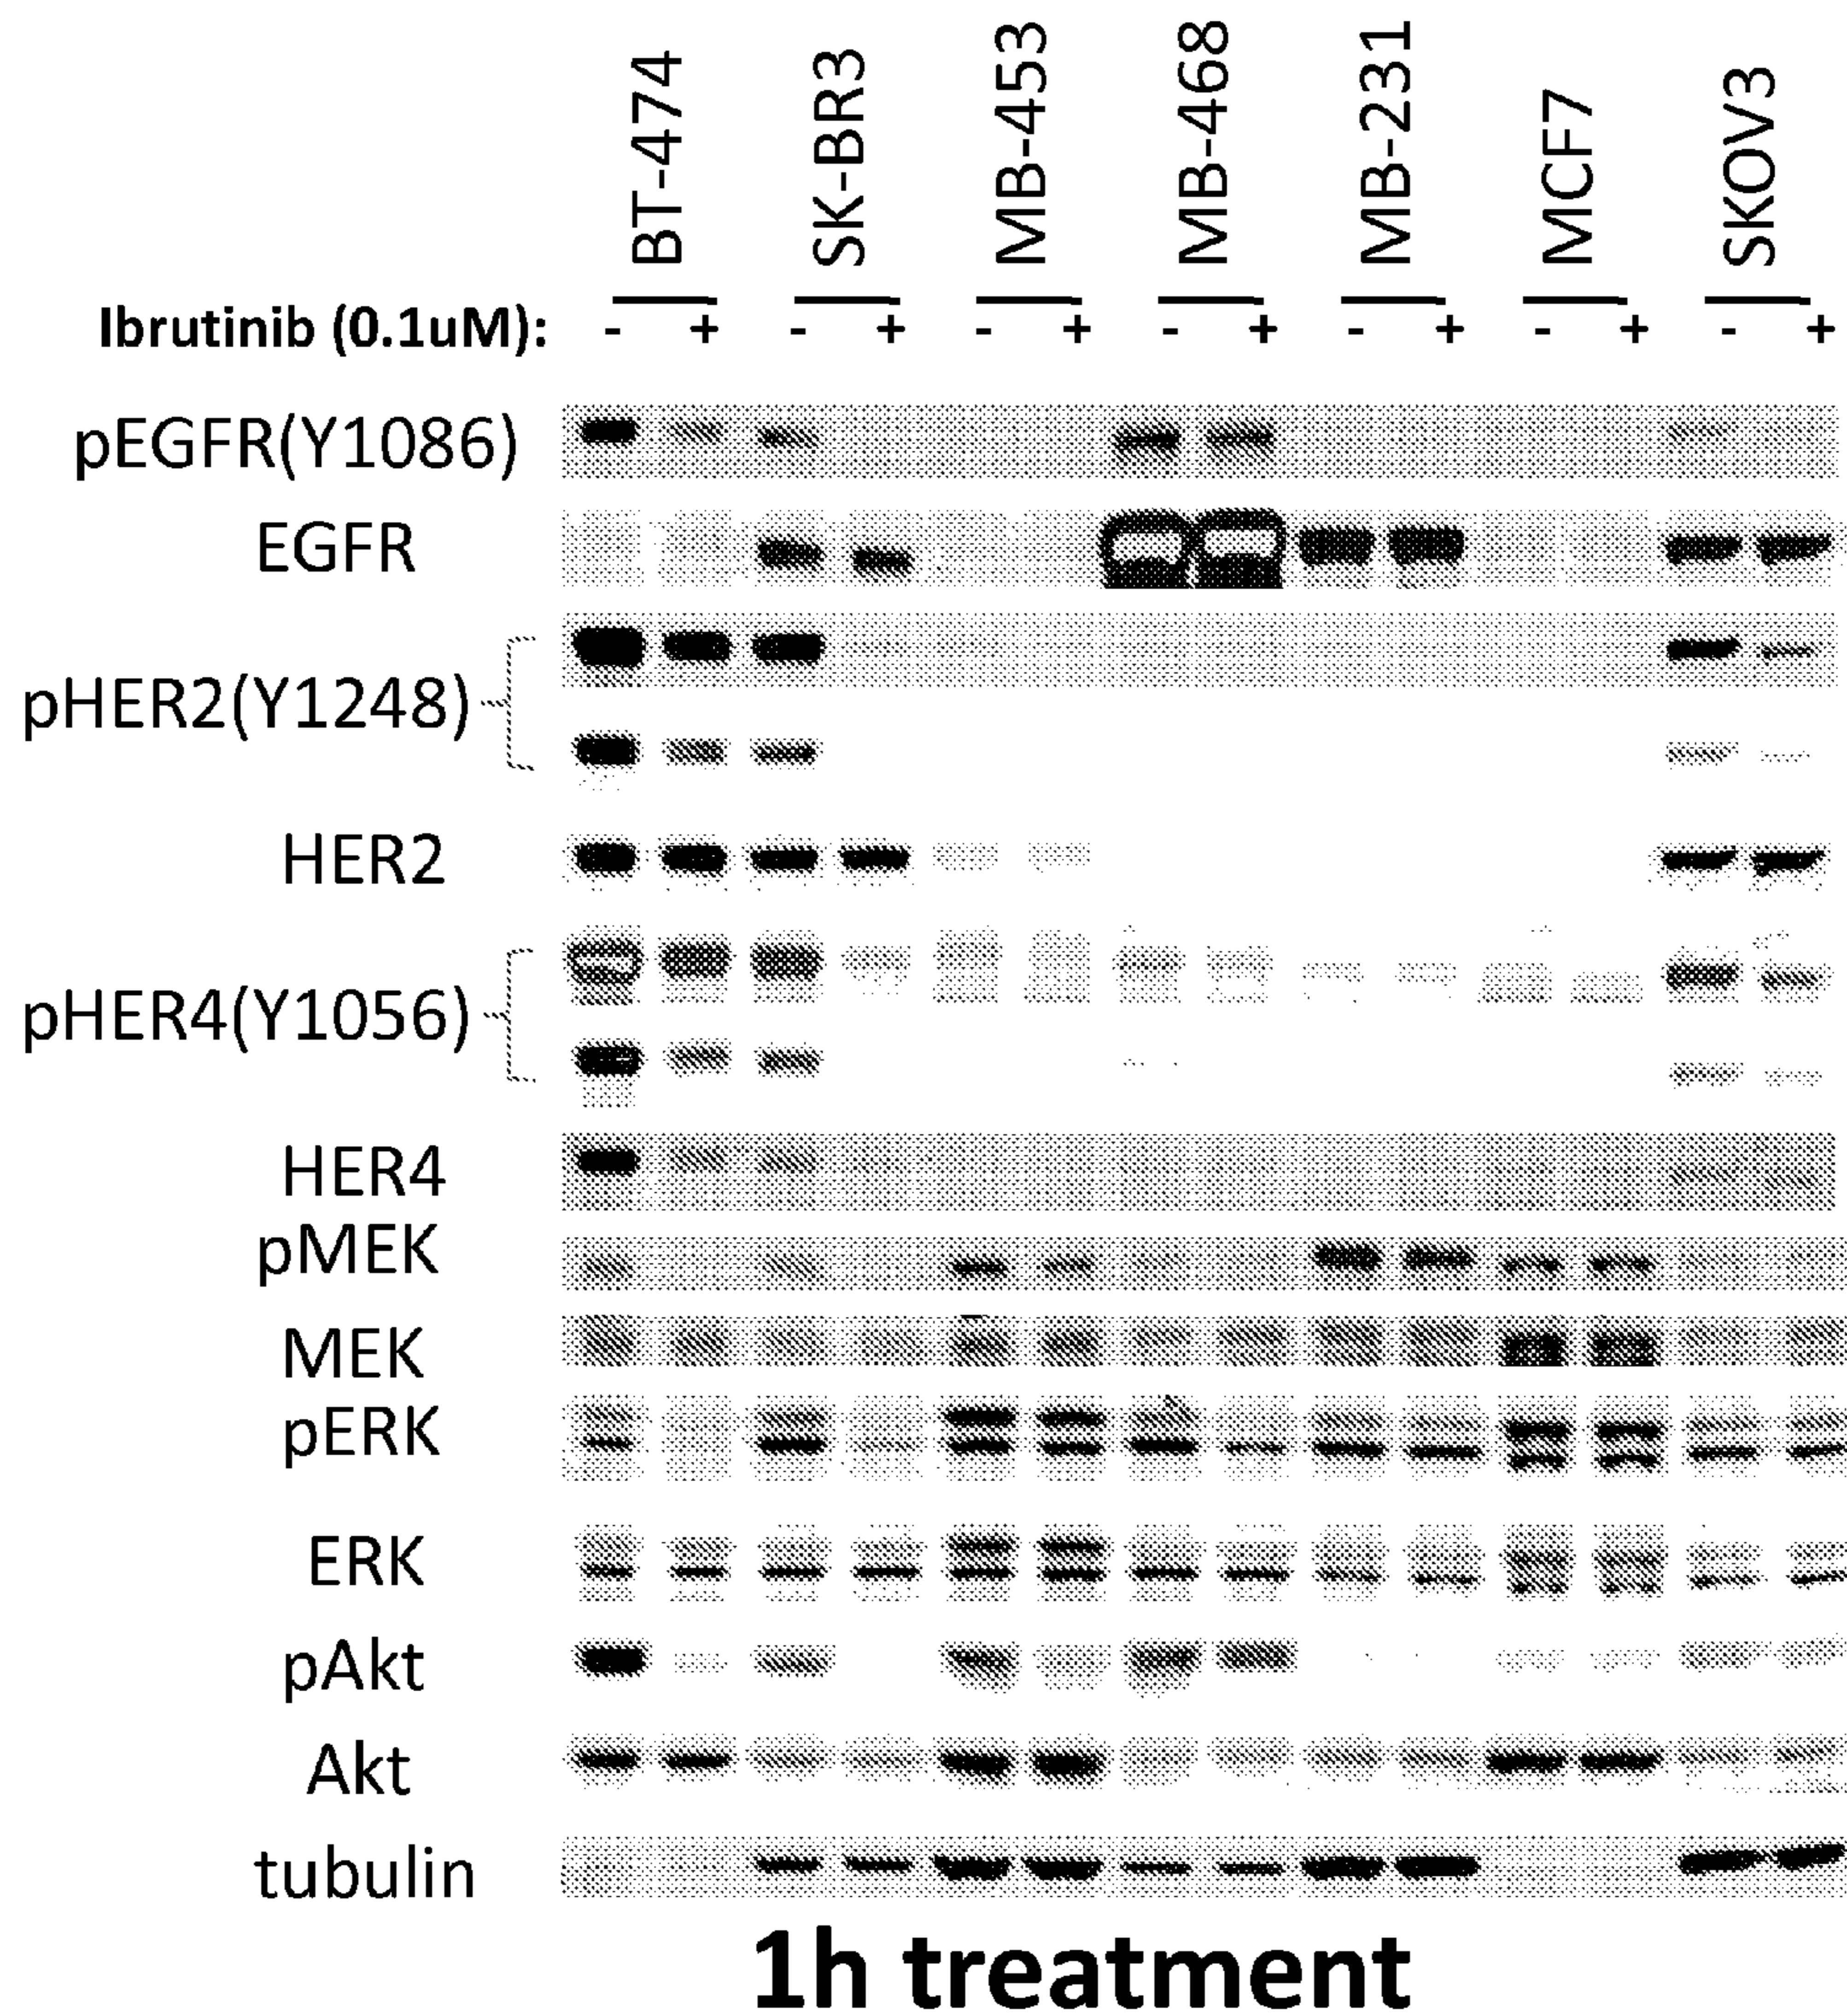 BT-474 SK-BR3 MB-453 MB-468 MB-231 MCF7 SKOV3
Ibrutinib (0.1uM): - + - + - + - + - + - + - +
pEGFR(Y1086)
EGFR
pHER2(Y1248)
HER2
pHER4(Y1056)
HER4
pMEK
MEK
pERK
ERK
pAkt
Akt
tubulin
1h treatment